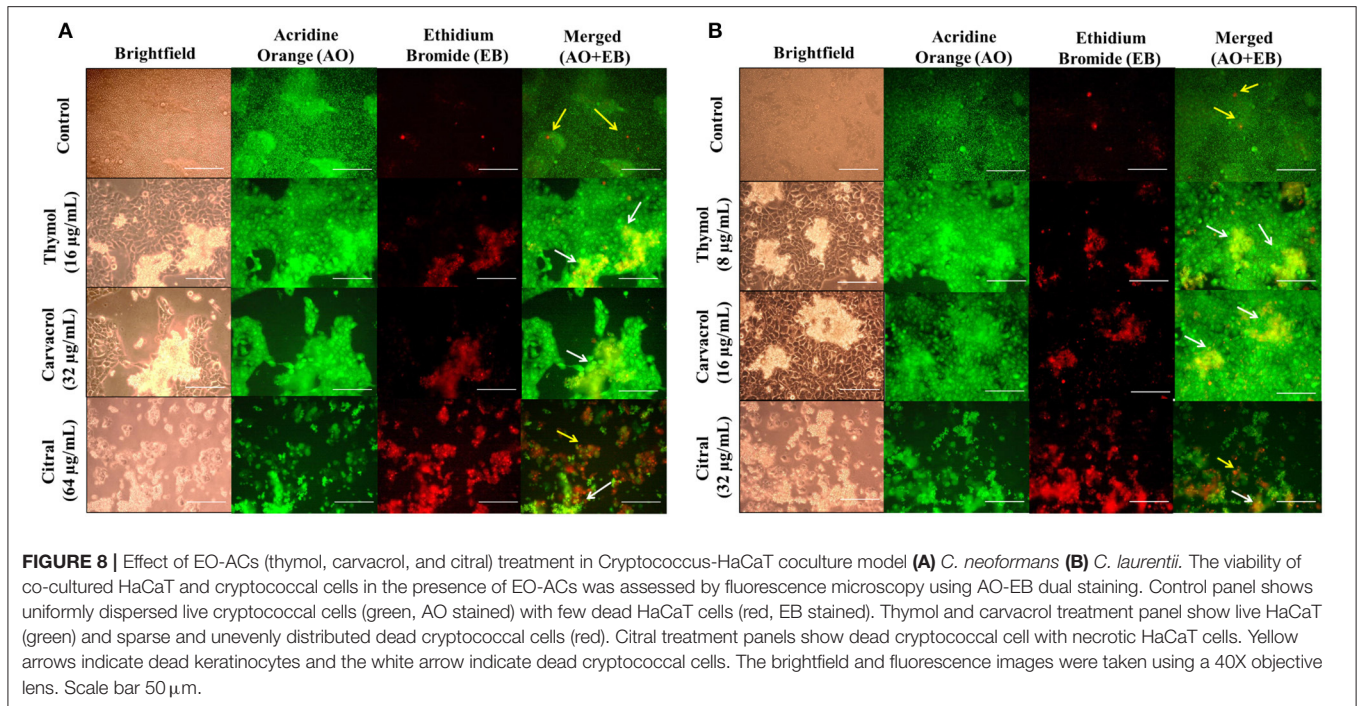 A
Brightfield
Acridine
Orange (AO)
Ethidium
Bromide (EB)
Merged
(AO+EB)
Control
Thymol
(16 µg/mL)
Carvacrol
(32 µg/mL)
Citral
(64 µg/mL)
B
Brightfield
Acridine
Orange (AO)
Ethidium
Bromide (EB)
Merged
(AO+EB)
Control
Thymol
(8 µg/mL)
Carvacrol
(16 µg/mL)
Citral
(32 µg/mL)
FIGURE 8 | Effect of EO-ACs (thymol, carvacrol, and citral) treatment in Cryptococcus-HaCaT coculture model (A) C. neoformans (B) C. laurentii. The viability of
co-cultured HaCaT and cryptococcal cells in the presence of EO-ACs was assessed by fluorescence microscopy using AO-EB dual staining. Control panel shows
uniformly dispersed live cryptococcal cells (green, AO stained) with few dead HaCaT cells (red, EB stained). Thymol and carvacrol treatment panel show live HaCaT
(green) and sparse and unevenly distributed dead cryptococcal cells (red). Citral treatment panels show dead cryptococcal cell with necrotic HaCaT cells. Yellow
arrows indicate dead keratinocytes and the white arrow indicate dead cryptococcal cells. The brightfield and fluorescence images were taken using a 40X objective
lens. Scale bar 50 µm.